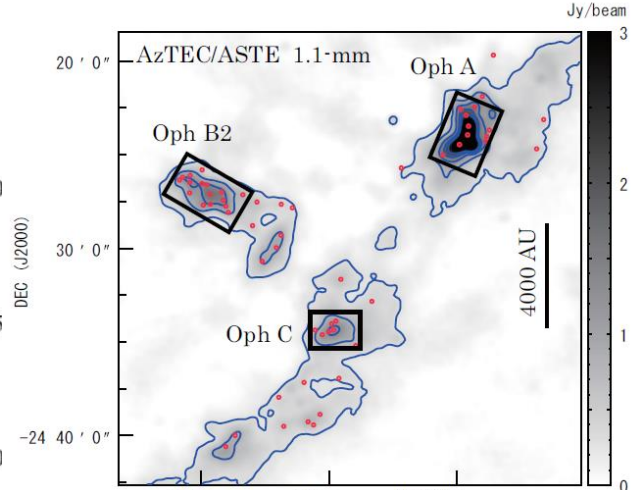 Jy/beam
AzTEC/ASTE 1.1-mm
Oph A
Oph B2
Oph C
4000 AU
DEC (J2000)
20 ' 0"
30 ' 0"
-24 40 ' 0"
3
2
1
0